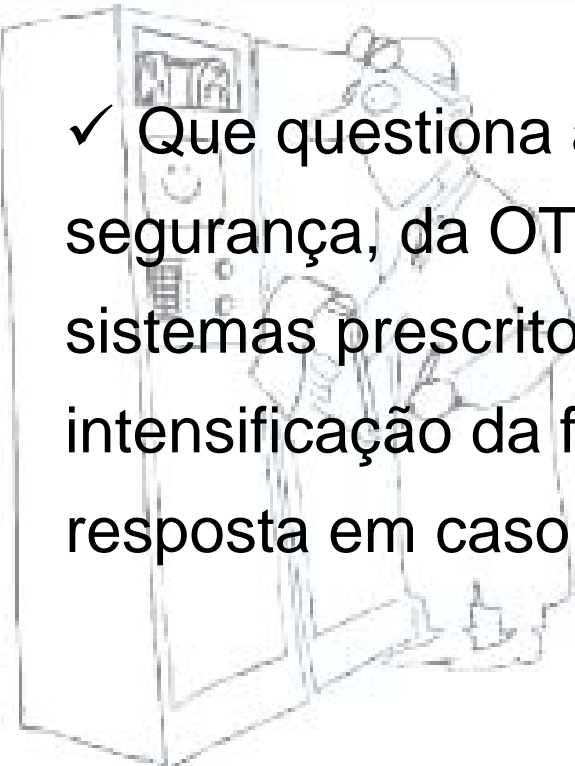 ✓ Que questiona a
segurança, da OT
sistemas prescrito
intensificação da f
resposta em caso